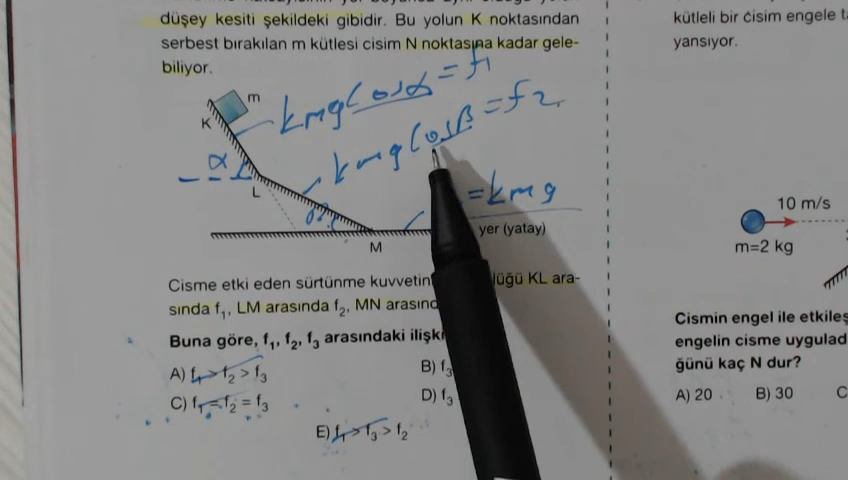 düşey kesiti şekildeki gibidir. Bu yolun K noktasından
serbest bırakılan m kütlesi cisim N noktasına kadar gele-
biliyor.
m
kmg Cosα = f1
K
kmg Cosβ = f2
α
L
= kmg
β
yer (yatay)
M
Cisme etki eden sürtünme kuvvetin
lüğü KL ara-
sında f₁, LM arasında f₂, MN arasınd
Buna göre, f₁, f₂, f₃ arasındaki ilişki
A) f₁ > f₂ > f₃
B) f₃
C) f₁ = f₂ = f₃
D) f₃
E) f₁ > f₃ > f₂
kütleli bir cisim engele
yansıyor.
10 m/s
m=2 kg
Cismin engel ile etkileş
engelin cisme uygulad
ğünü kaç N dur?
A) 20
B) 30
C